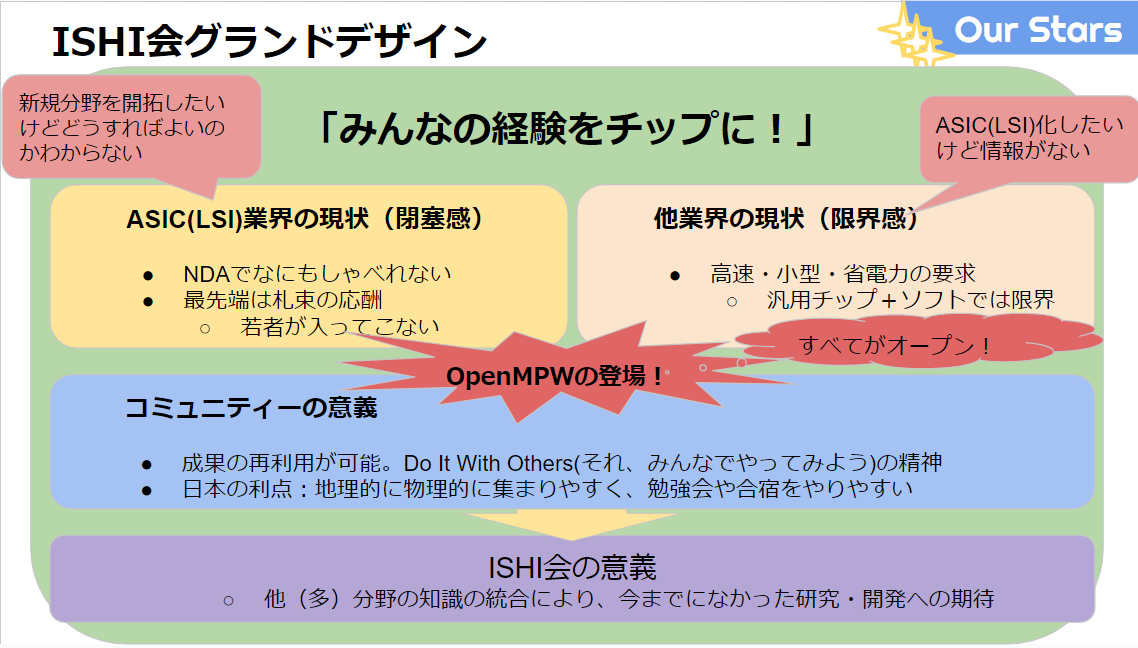 ISHI会グランドデザイン
Our Stars
新規分野を開拓したい
けどどうすればよいの
かわからない
「みんなの経験をチップに！」
ASIC(LSI)化したい
けど情報がない
ASIC(LSI)業界の現状（閉塞感）
● NDAでなにもしゃべれない
● 最先端は札束の応酬
○ 若者が入ってこない
他業界の現状（限界感）
● 高速・小型・省電力の要求
○ 汎用チップ＋ソフトでは限界
すべてがオープン！
OpenMPWの登場！
コミュニティーの意義
● 成果の再利用が可能。Do It With Others(それ、みんなでやってみよう)の精神
● 日本の利点：地理的に物理的に集まりやすく、勉強会や合宿をやりやすい
ISHI会の意義
○ 他（多）分野の知識の統合により、今までになかった研究・開発への期待